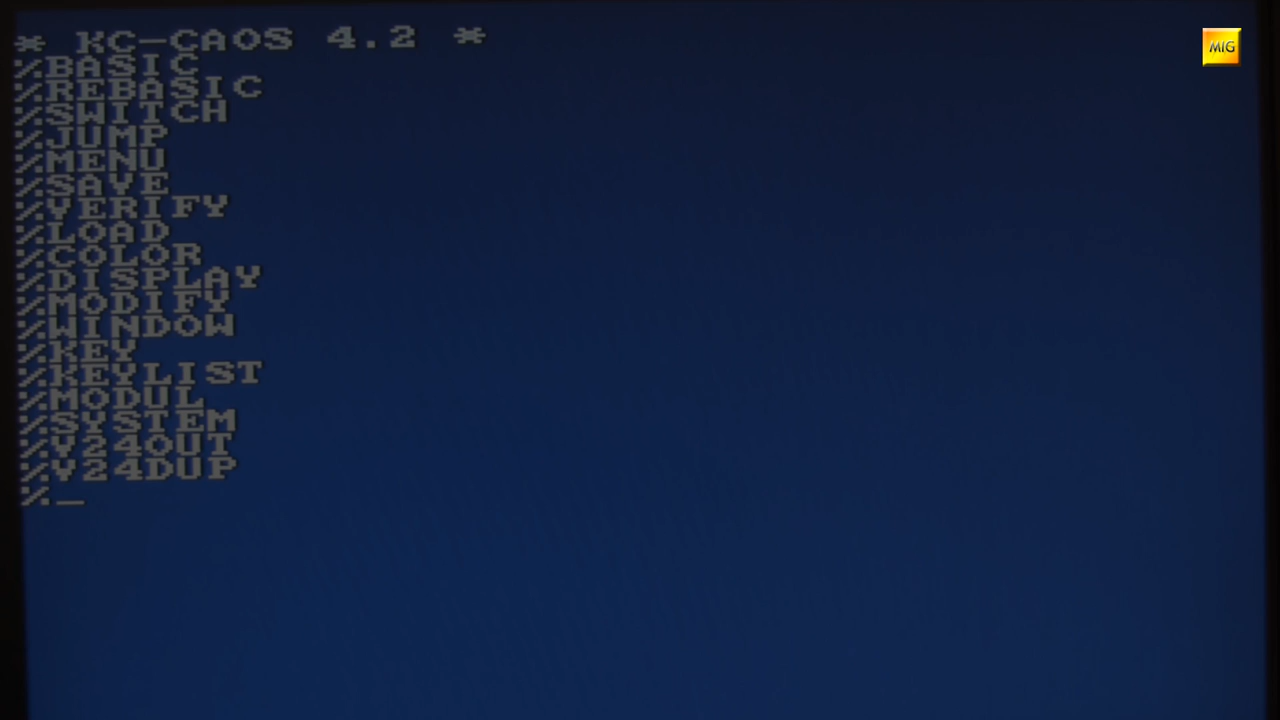 * KC-CAOS 4.2 *
%BASIC
%REBASIC
%SWITCH
%JUMP
%MENU
%SAVE
%VERIFY
%LOAD
%COLOR
%DISPLAY
%MODIFY
%WINDOW
%KEY
%KEYLIST
%MODUL
%SYSTEM
%V24OUT
%V24DUP
%_
MIG